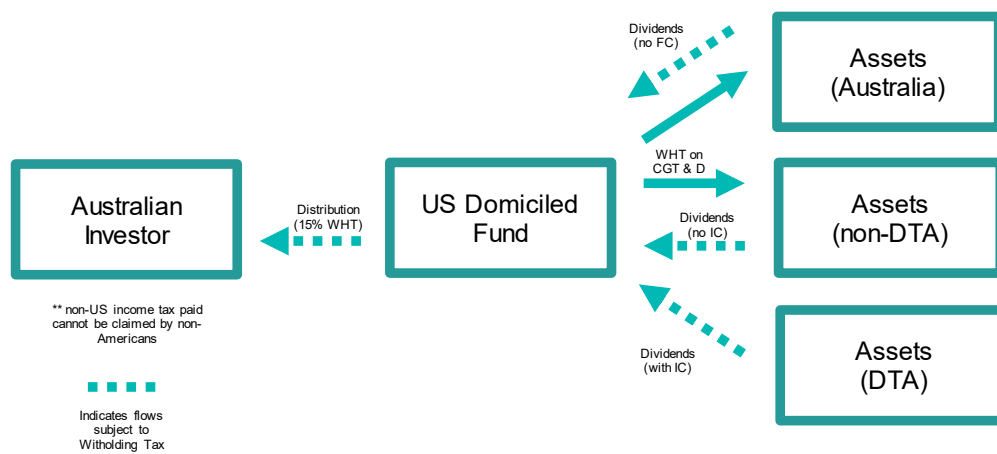 Dividends
(no FC)
Assets
(Australia)
WHT on
CGT & D
Australian
Investor
Distribution
(15% WHT)
US Domiciled
Fund
Dividends
(no IC)
Assets
(non-DTA)
** non-US income tax paid
cannot be claimed by non-
Americans
Dividends
(with IC)
Assets
(DTA)
Indicates flows
subject to
Witholding Tax